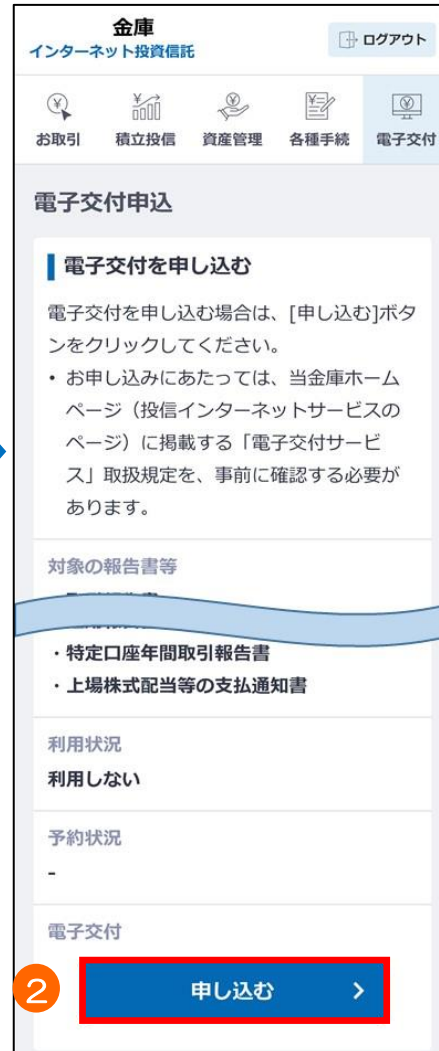 金庫
インターネット投資信託
ログアウト
お取引 積立投信 資産管理 各種手続 電子交付
電子交付申込
電子交付を申し込む
電子交付を申し込む場合は、[申し込む]ボタ
ンをクリックしてください。
• お申し込みにあたっては、当金庫ホーム
ページ（投信インターネットサービスの
ページ）に掲載する「電子交付サービ
ス」取扱規定を、事前に確認する必要が
あります。
対象の報告書等
・特定口座年間取引報告書
・上場株式配当等の支払通知書
利用状況
利用しない
予約状況
-
電子交付
2
申し込む